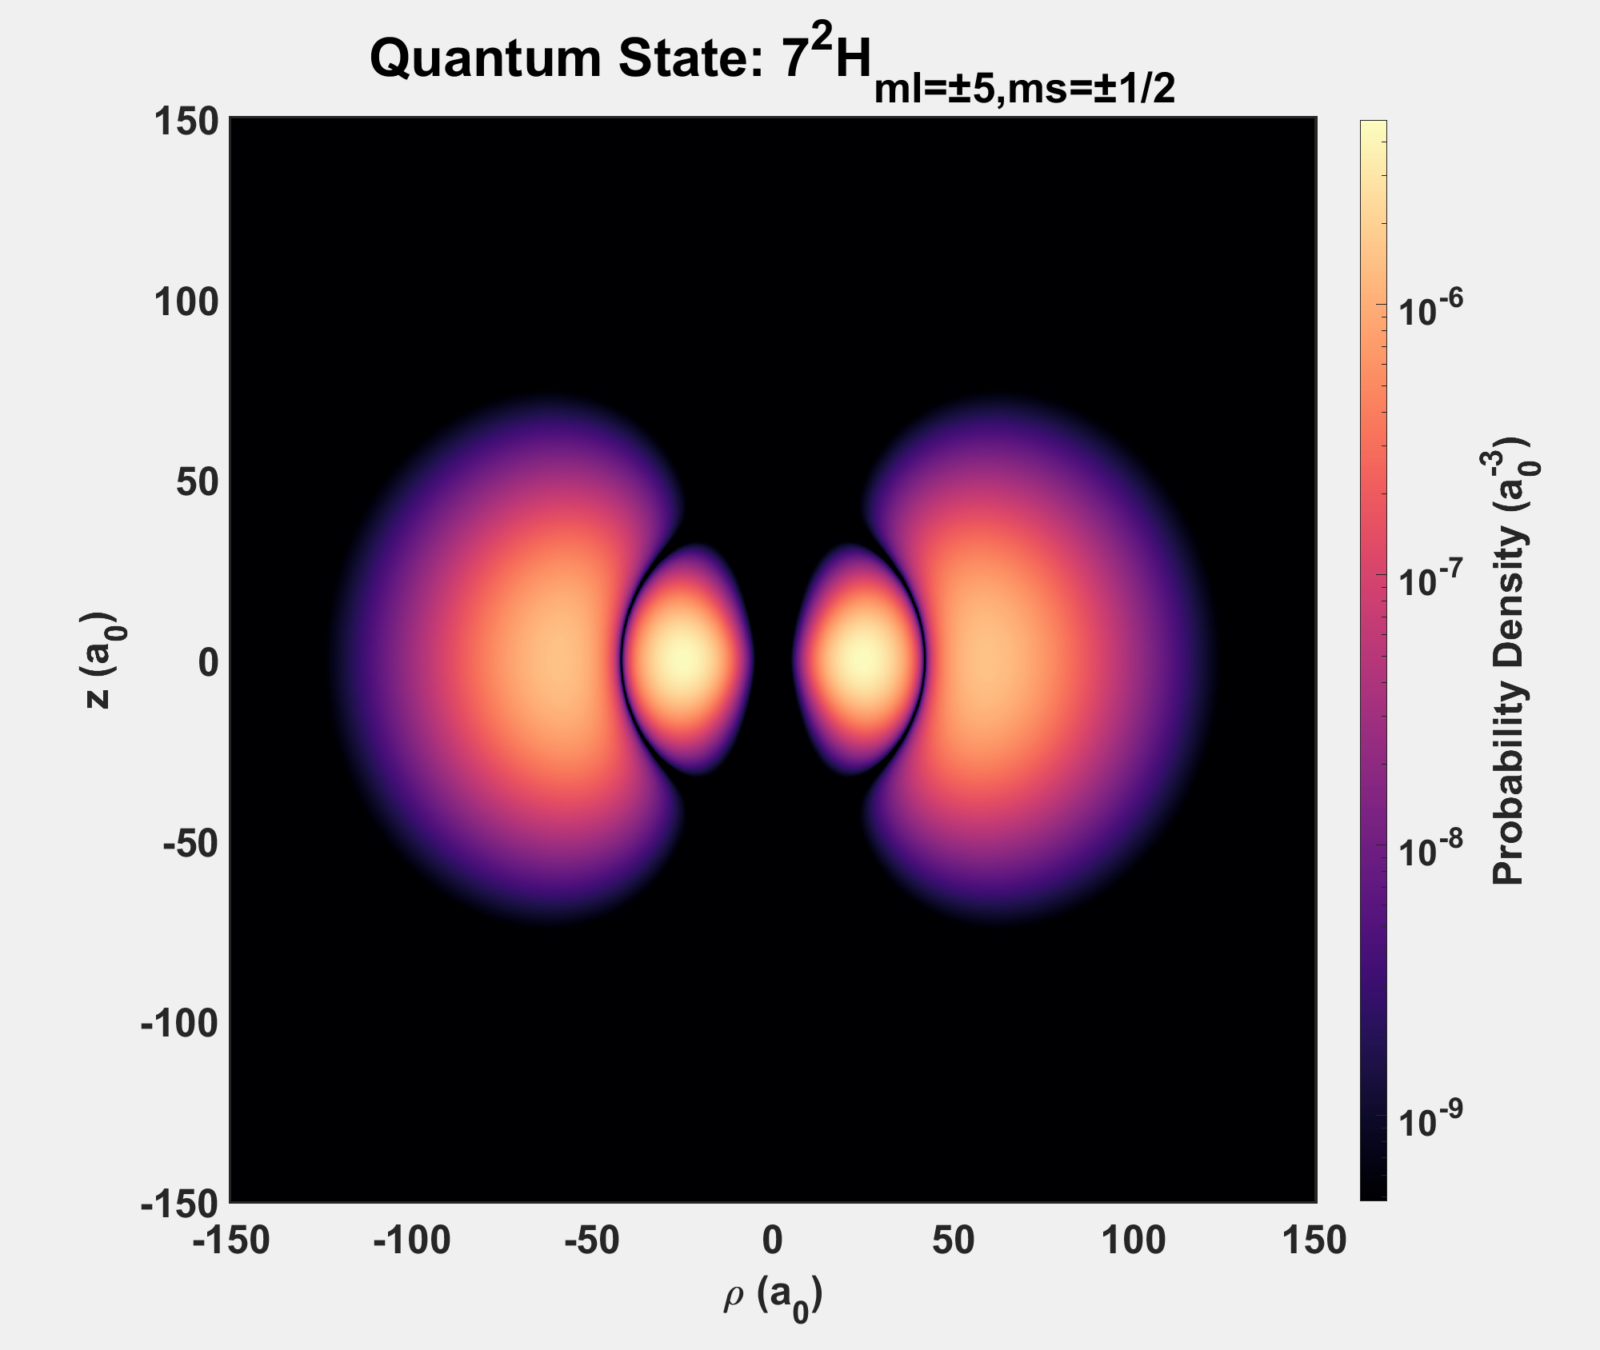 Quantum State: 7²H ml=±5,ms=±1/2
150
100
50
0
-50
-100
-150
z (a₀)
-150 -100 -50 0 50 100 150
ρ (a₀)
10⁻⁶
10⁻⁷
10⁻⁸
10⁻⁹
Probability Density (a₀⁻³)